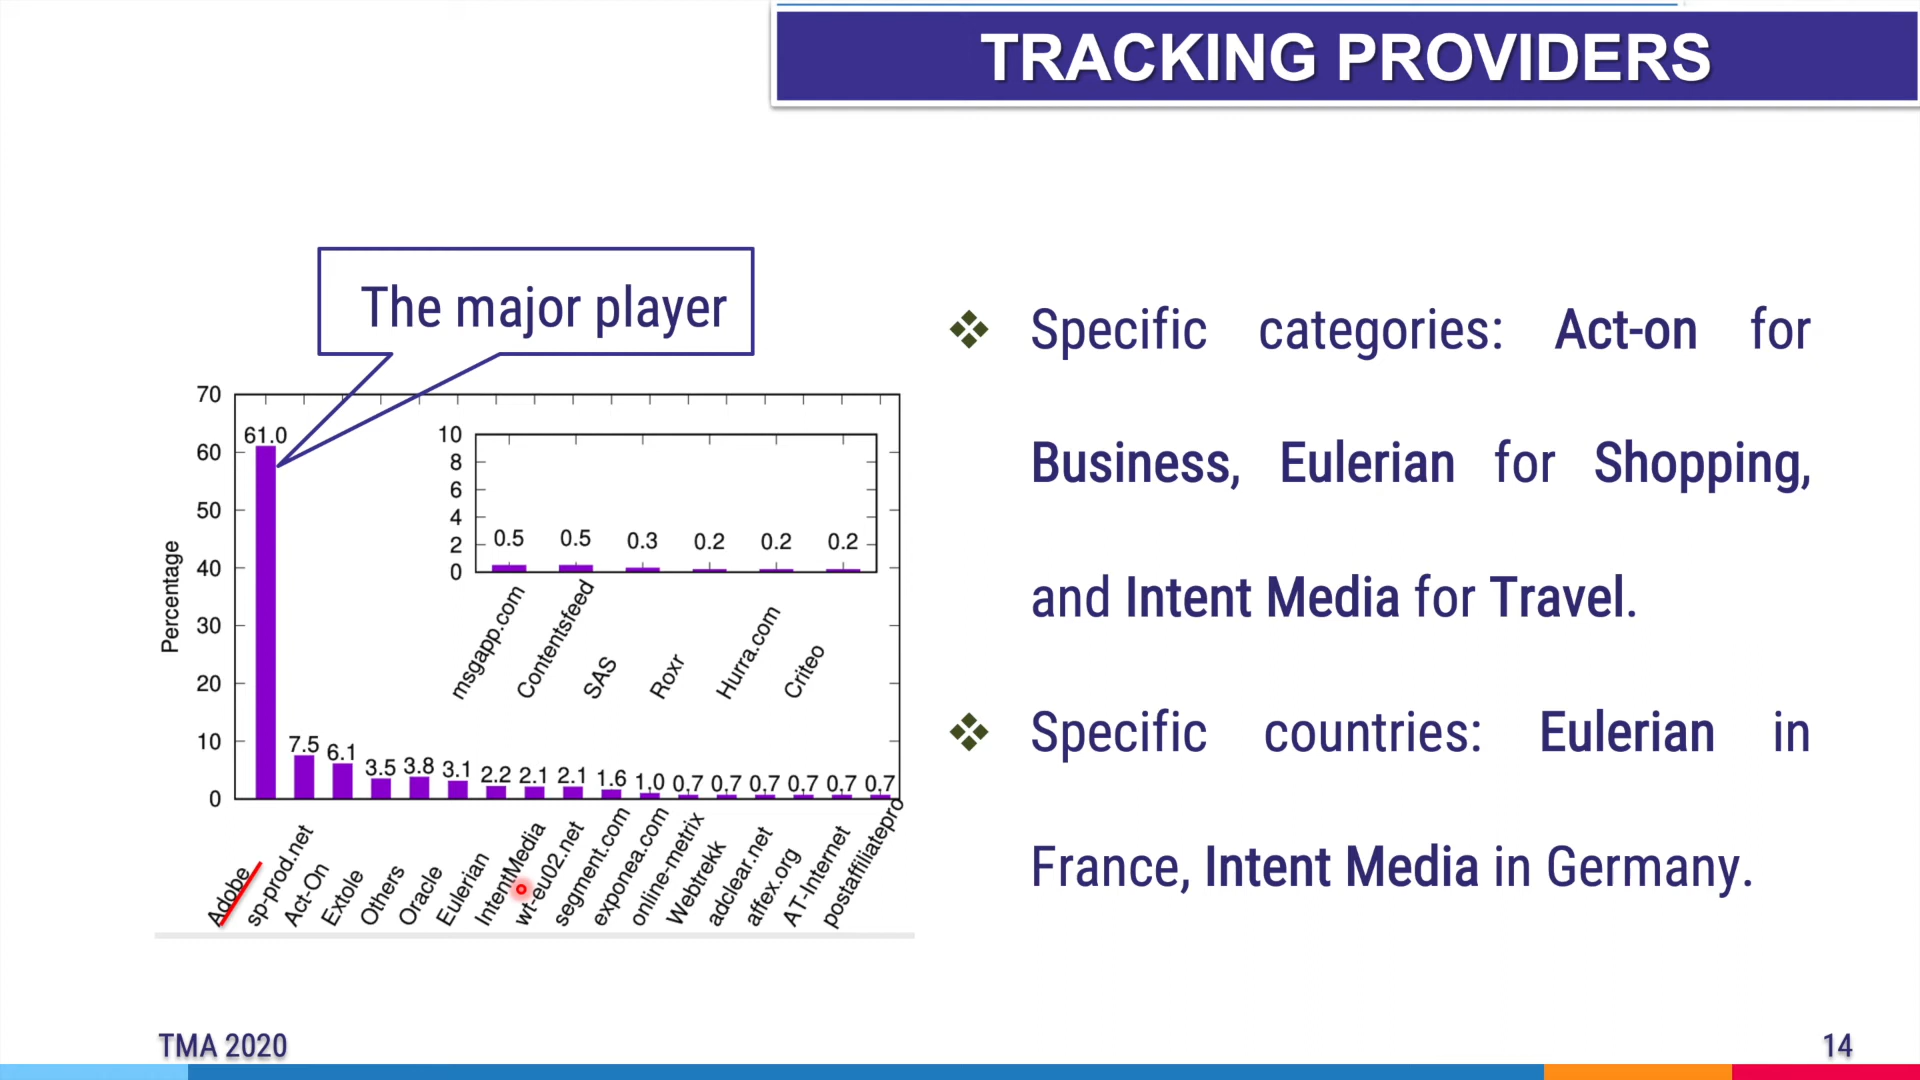 TRACKING PROVIDERS
The major player
Percentage
70
60
50
40
30
20
10
0
61.0
7.5
6.1
3.5
3.8
3.1
2.2
2.1
2.1
1.6
1.0
0.7
0.7
0.7
0.7
0.7
0.7
Adobe
sp-prod.net
Act-On
Extole
Others
Oracle
Eulerian
IntentMedia
wt-eu02.net
segment.com
exponea.com
online-metrix
Webtrekk
adclear.net
affex.org
AT-Internet
postaffiliatepro
10
8
6
4
2
0
0.5
0.5
0.3
0.2
0.2
0.2
msgapp.com
Contentsfeed
SAS
Roxr
Hurra.com
Criteo
Specific categories: Act-on for
Business, Eulerian for Shopping,
and Intent Media for Travel.
Specific countries: Eulerian in
France, Intent Media in Germany.
TMA 2020
14